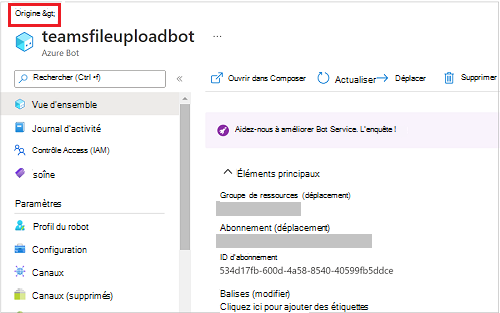 Origine &gt;
teamsfileuploadbot
...
Azure Bot
Rechercher (Ctrl +f)
«
Ouvrir dans Composer
Actualiser
Déplacer
Supprimer
Vue d'ensemble
Journal d'activité
Contrôle Access (IAM)
soîne
Paramètres
Profil du robot
Configuration
Canaux
Canaux (supprimés)
Aidez-nous à améliorer Bot Service. L'enquête !
Éléments principaux
Groupe de ressources (déplacement)
Abonnement (déplacement)
ID d'abonnement
534d17fb-600d-4a58-8540-40599fb5ddce
Balises (modifier)
Cliquez ici pour ajouter des étiquettes